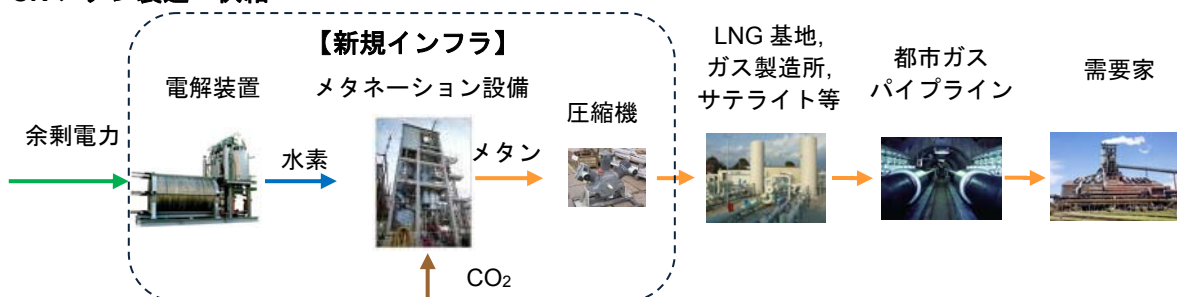 【新規インフラ】
電解装置
メタネーション設備
圧縮機
LNG 基地,
ガス製造所,
サテライト等
都市ガス
パイプライン
需要家
余剰電力
水素
メタン
CO₂